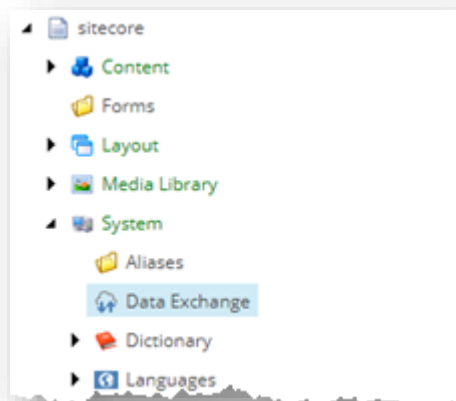 sitecore
Content
Forms
Layout
Media Library
System
Aliases
Data Exchange
Dictionary
Languages